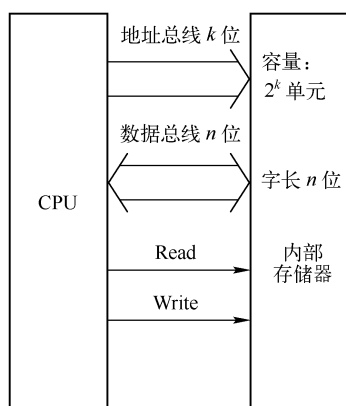 地址总线 k 位
容量：
2^k 单元
数据总线 n 位
CPU
字长 n 位
Read
内部
存储器
Write